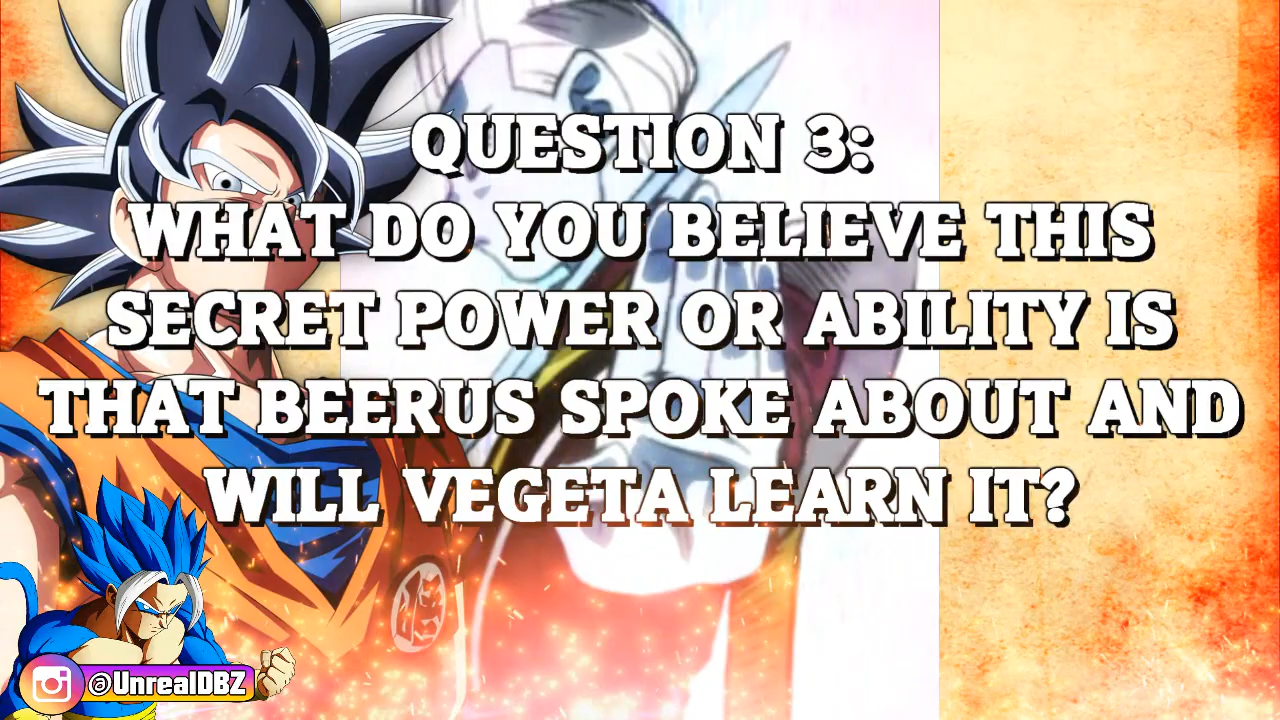 QUESTION 3:
WHAT DO YOU BELIEVE THIS
SECRET POWER OR ABILITY IS
THAT BEERUS SPOKE ABOUT AND
WILL VEGETA LEARN IT?
@UnrealDBZ